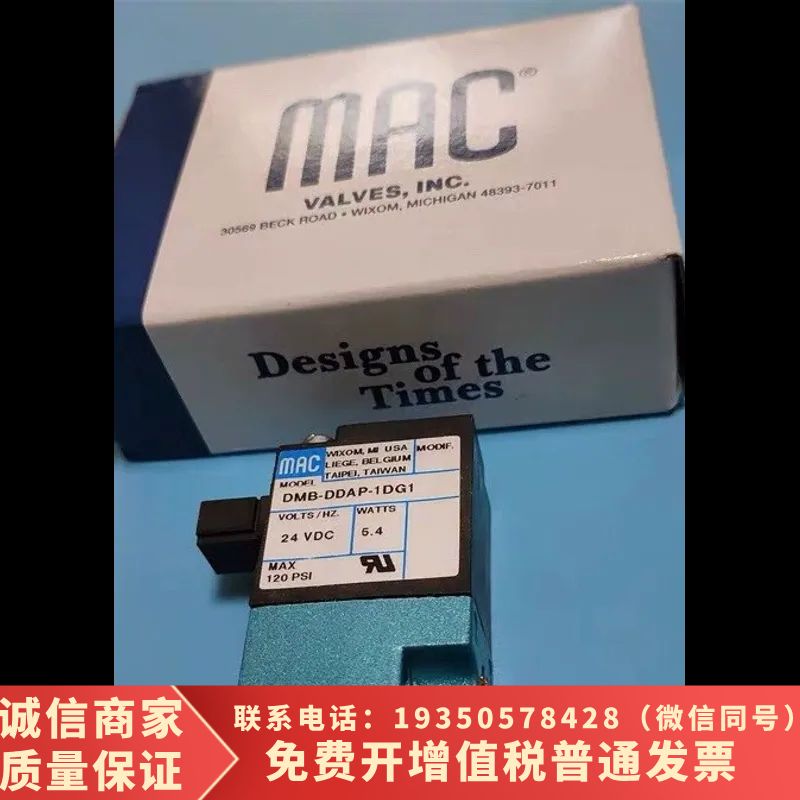 MAC®
VALVES, INC.
30569 BECK ROAD • WIXOM, MICHIGAN 48393-7011
Designs
of the
Times
MAC
WIXOM, MI USA
LIEGE, BELGIUM
TAIPEI, TAIWAN
MODIF.
MODEL
DMB-DDAP-1DG1
VOLTS/HZ.
WATTS
24 VDC
5.4
MAX
120 PSI
诚信商家
质量保证
联系电话：19350578428（微信同号）
免费开增值税普通发票